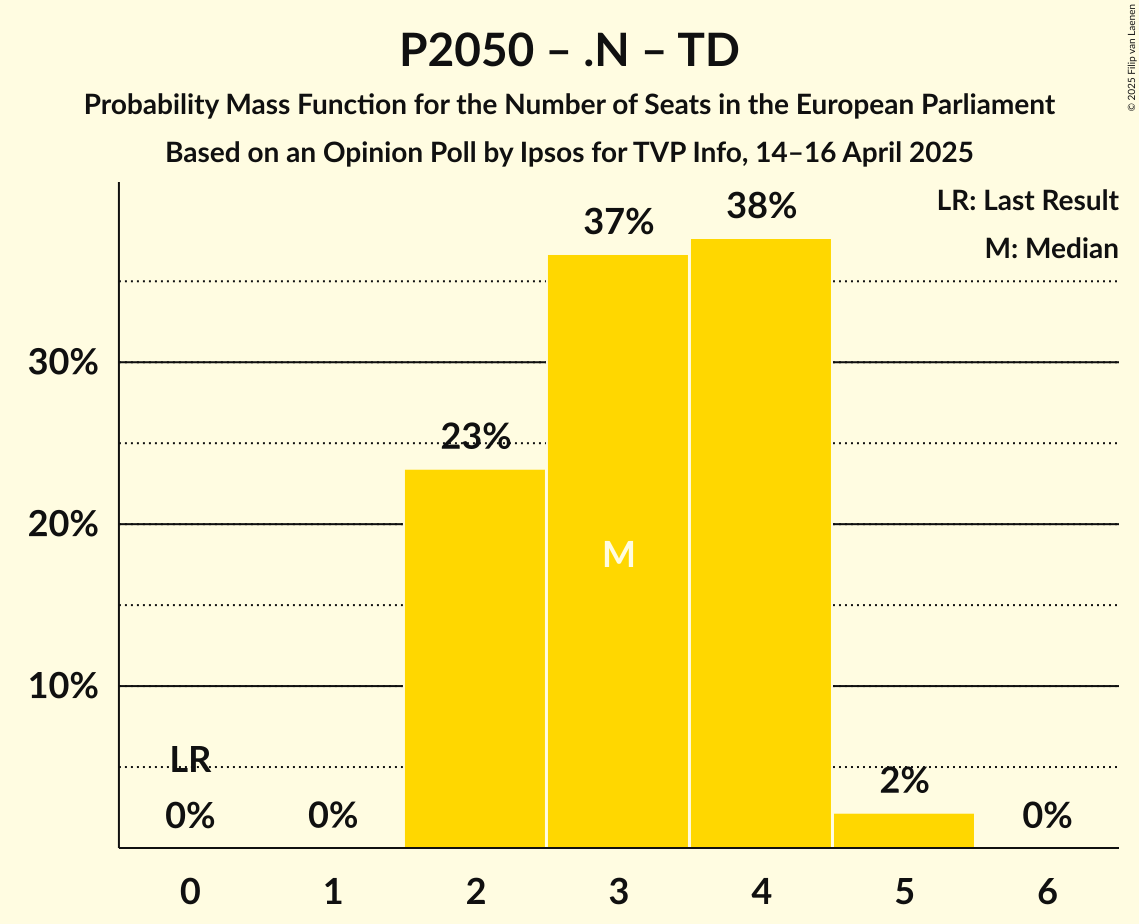 P2050 – .N – TD
Probability Mass Function for the Number of Seats in the European Parliament
Based on an Opinion Poll by Ipsos for TVP Info, 14–16 April 2025
© 2025 Filip van Laenen
LR: Last Result
M: Median
38%
37%
30%
23%
20%
M
10%
LR
2%
0% 0% 0%
0 1 2 3 4 5 6